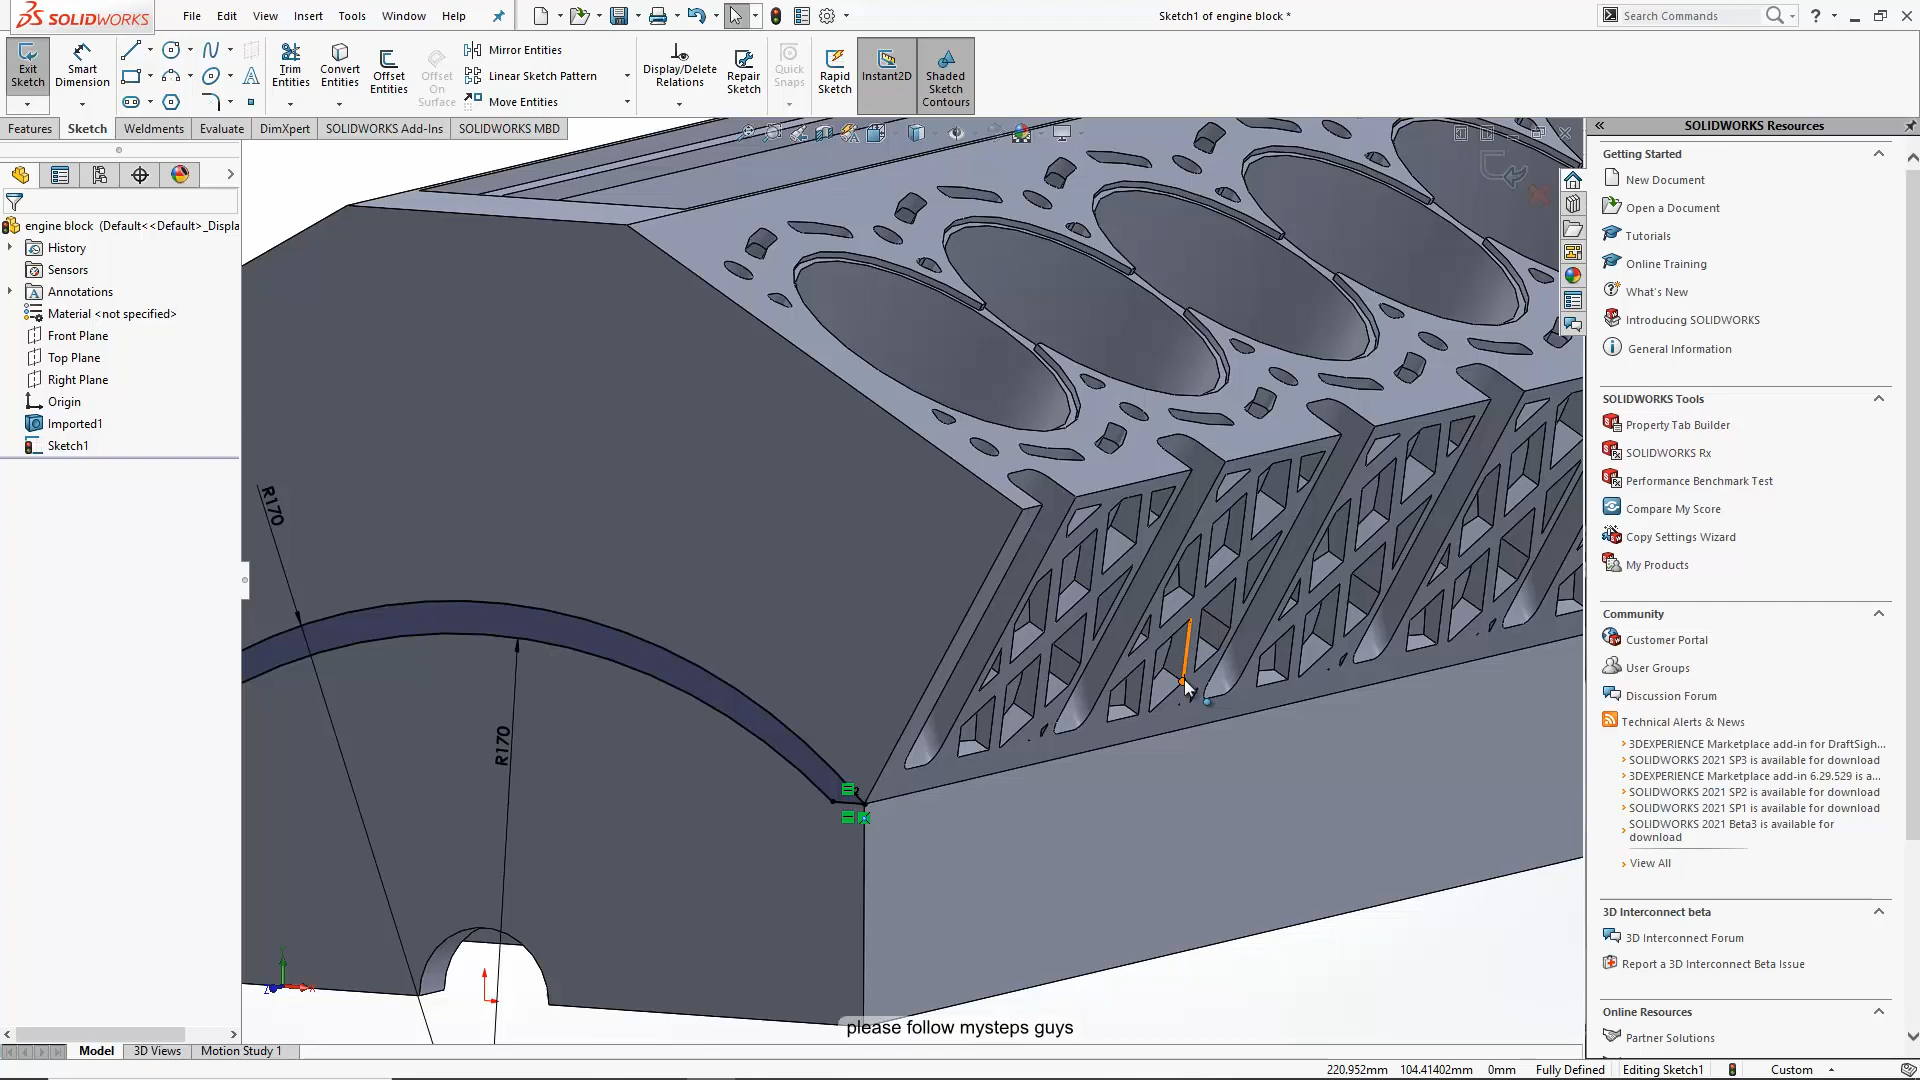 SOLIDWORKS
File
Edit
View
Insert
Tools
Window
Help
Sketch1 of engine block *
Search Commands
Exit Sketch
Smart Dimension
Trim Entities
Convert Entities
Offset Entities
Offset On Surface
Mirror Entities
Linear Sketch Pattern
Move Entities
Display/Delete Relations
Repair Sketch
Quick Snaps
Rapid Sketch
Instant2D
Shaded Sketch Contours
Features
Sketch
Weldments
Evaluate
DimXpert
SOLIDWORKS Add-Ins
SOLIDWORKS MBD
engine block (Default<<Default>_Displa
History
Sensors
Annotations
Material <not specified>
Front Plane
Top Plane
Right Plane
Origin
Imported1
Sketch1
R170
R170
please follow mysteps guys
SOLIDWORKS Resources
Getting Started
New Document
Open a Document
Tutorials
Online Training
What's New
Introducing SOLIDWORKS
General Information
SOLIDWORKS Tools
Property Tab Builder
SOLIDWORKS Rx
Performance Benchmark Test
Compare My Score
Copy Settings Wizard
My Products
Community
Customer Portal
User Groups
Discussion Forum
Technical Alerts & News
3DEXPERIENCE Marketplace add-in for DraftSigh...
SOLIDWORKS 2021 SP3 is available for download
3DEXPERIENCE Marketplace add-in 6.29.529 is a...
SOLIDWORKS 2021 SP2 is available for download
SOLIDWORKS 2021 SP1 is available for download
SOLIDWORKS 2021 Beta3 is available for
download
View All
3D Interconnect beta
3D Interconnect Forum
Report a 3D Interconnect Beta Issue
Online Resources
Partner Solutions
Model
3D Views
Motion Study 1
220.952mm
104.41402mm
0mm
Fully Defined
Editing Sketch1
Custom